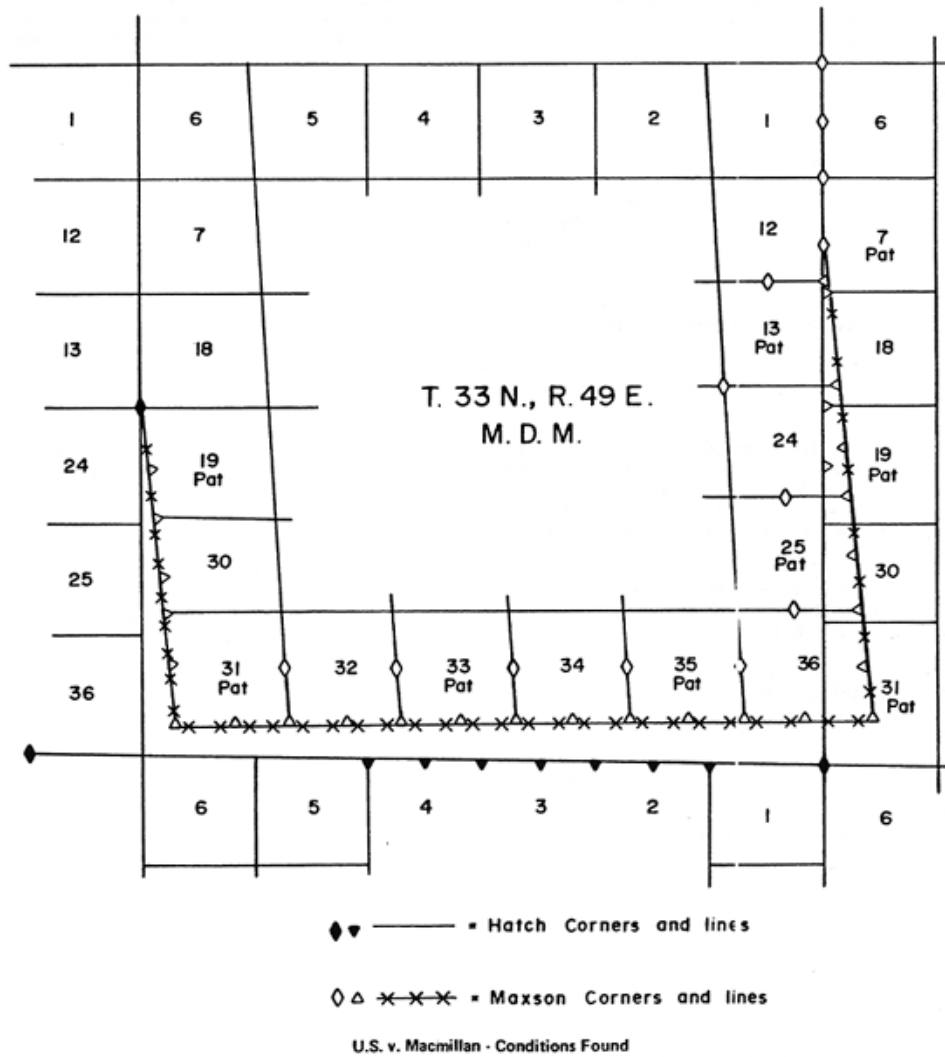 1 6 5 4 3 2 1 6
12 7 12 7
Pat
13 18 13 18
Pat
T. 33 N., R. 49 E.
M. D. M.
24 19 24 19
Pat Pat
25 30 25 30
Pat
36 31 32 33 34 35 36 31
Pat Pat Pat Pat
6 5 4 3 2 1 6
= Hatch Corners and lines
= Maxson Corners and lines
U.S. v. Macmillan - Conditions Found